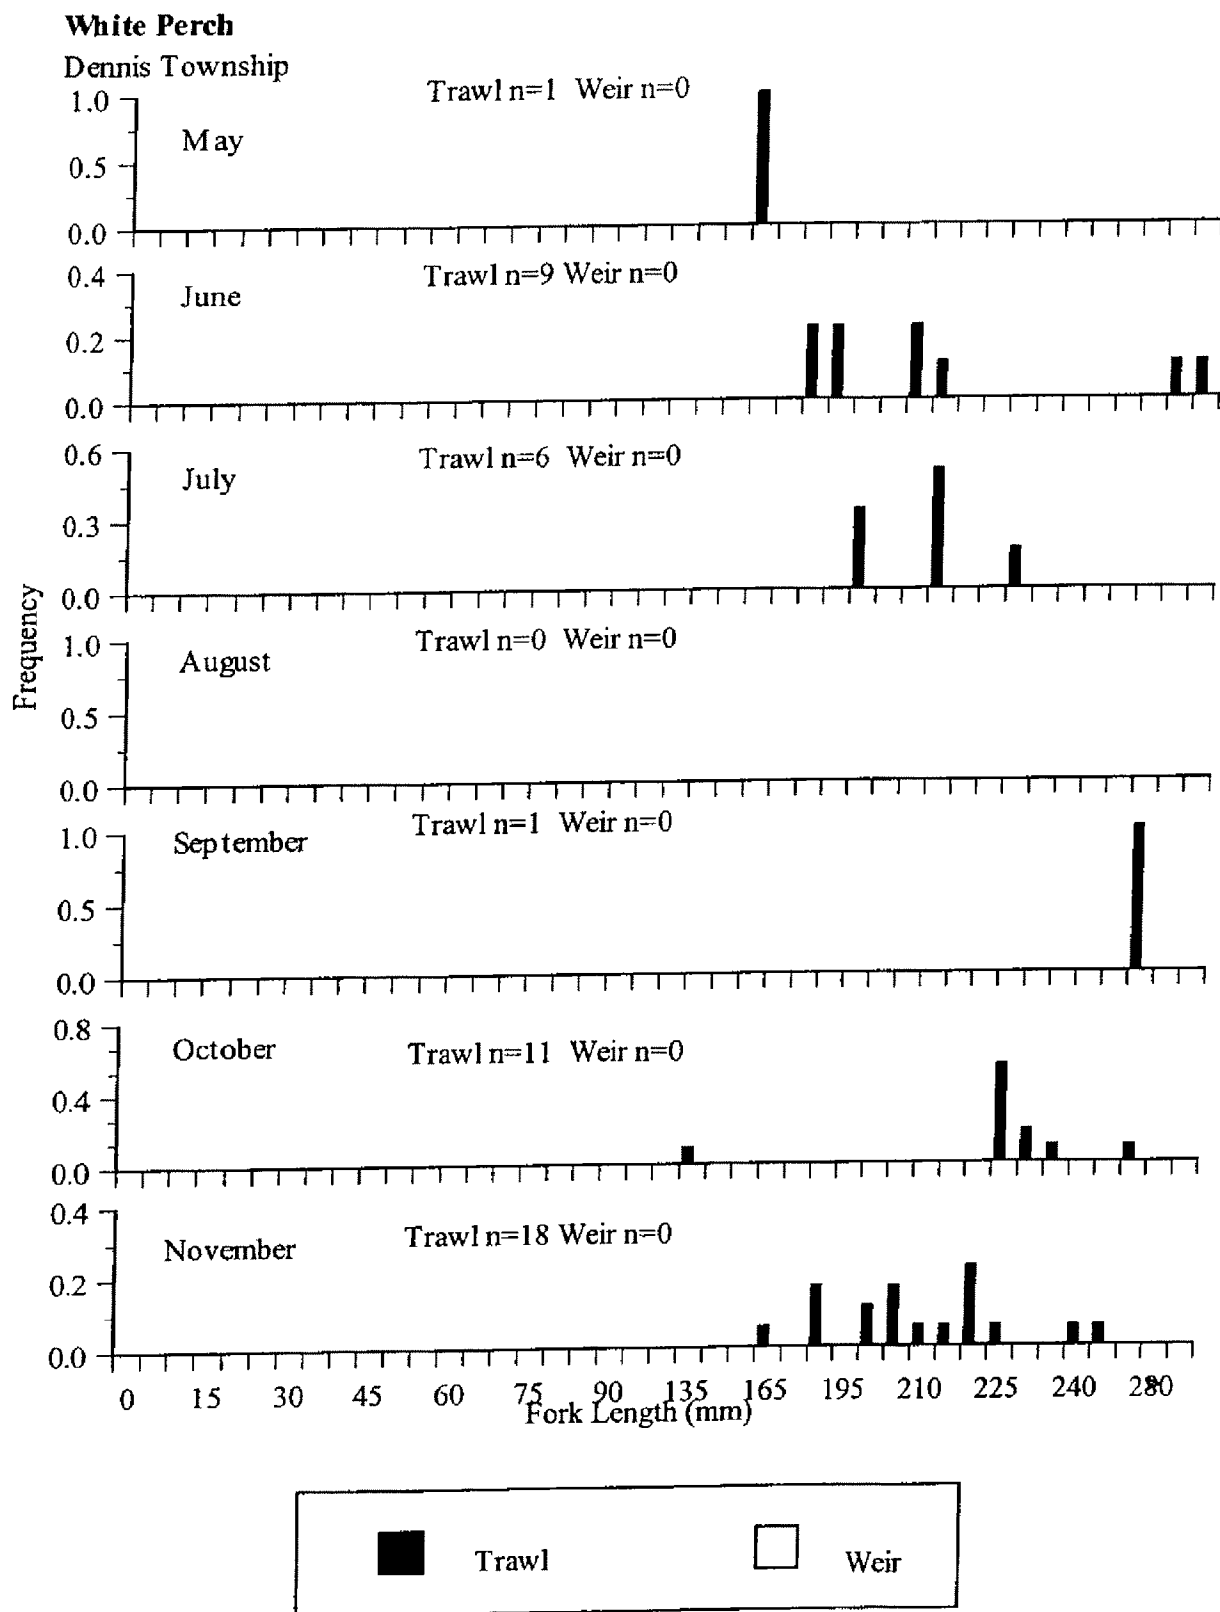 White Perch
Dennis Township
Trawl n=1 Weir n=0
May
1.0
0.5
0.0
Trawl n=9 Weir n=0
June
0.4
0.2
0.0
Trawl n=6 Weir n=0
July
0.6
0.3
0.0
Frequency
Trawl n=0 Weir n=0
August
1.0
0.5
0.0
Trawl n=1 Weir n=0
September
1.0
0.5
0.0
Trawl n=11 Weir n=0
October
0.8
0.4
0.0
Trawl n=18 Weir n=0
November
0.4
0.2
0.0
0 15 30 45 60 75 90 135 165 195 210 225 240
Fork Length (mm)
Trawl Weir